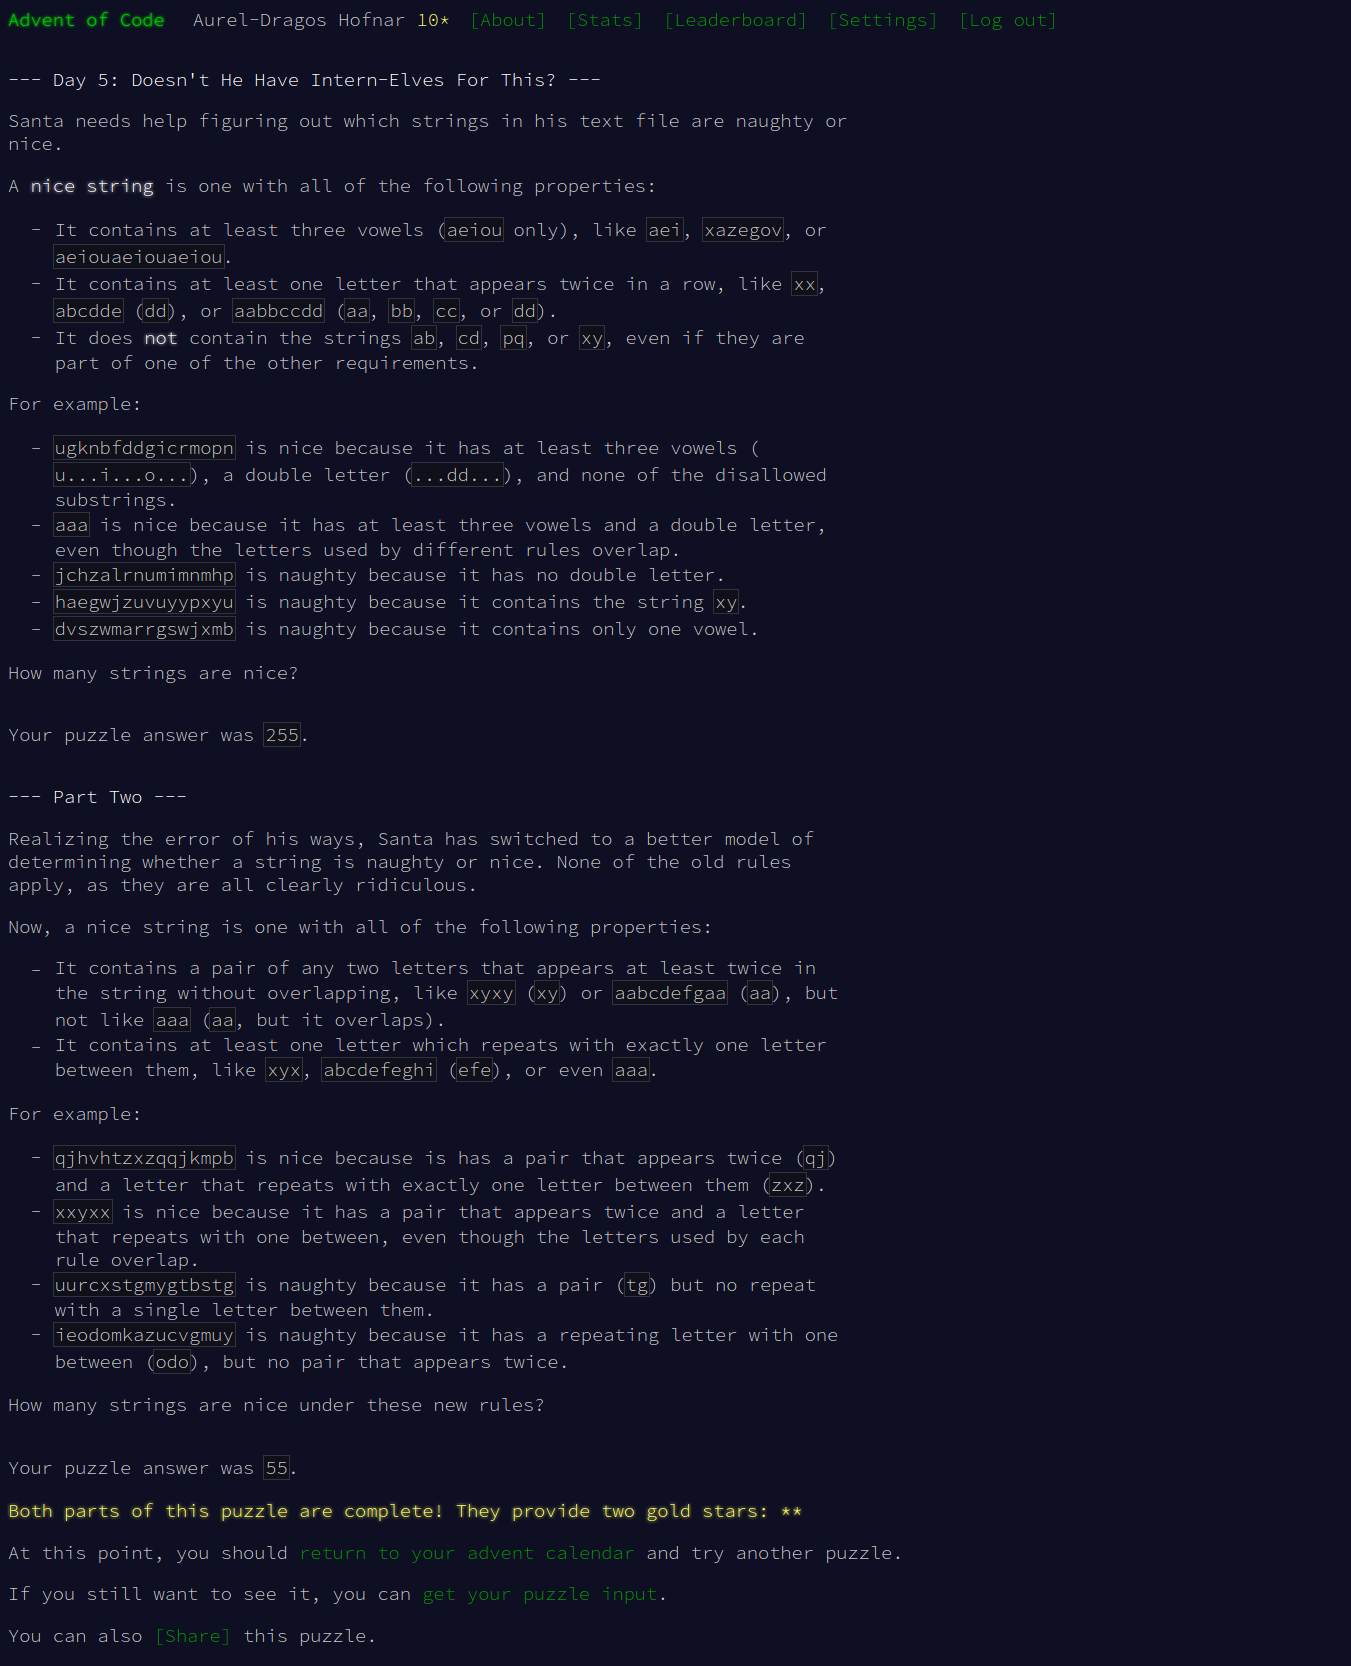 Advent of Code Aurel-Dragos Hofnar 10* [About] [Stats] [Leaderboard] [Settings] [Log out]
--- Day 5: Doesn't He Have Intern-Elves For This? ---
Santa needs help figuring out which strings in his text file are naughty or
nice.
A nice string is one with all of the following properties:
- It contains at least three vowels (aeiou only), like aei, xazegov, or
aeiouaeiouaeiou.
- It contains at least one letter that appears twice in a row, like xx,
abcdde (dd), or aabbccdd (aa, bb, cc, or dd).
- It does not contain the strings ab, cd, pq, or xy, even if they are
part of one of the other requirements.
For example:
- ugknbfddgicrmopn is nice because it has at least three vowels (
u...i...o...), a double letter (...dd...), and none of the disallowed
substrings.
- aaa is nice because it has at least three vowels and a double letter,
even though the letters used by different rules overlap.
- jchzalrnumimnmhp is naughty because it has no double letter.
- haegwjzuvuyypxyu is naughty because it contains the string xy.
- dvszwmarrgswjxmb is naughty because it contains only one vowel.
How many strings are nice?
Your puzzle answer was 255.
--- Part Two ---
Realizing the error of his ways, Santa has switched to a better model of
determining whether a string is naughty or nice. None of the old rules
apply, as they are all clearly ridiculous.
Now, a nice string is one with all of the following properties:
- It contains a pair of any two letters that appears at least twice in
the string without overlapping, like xyxy (xy) or aabcdefgaa (aa), but
not like aaa (aa, but it overlaps).
- It contains at least one letter which repeats with exactly one letter
between them, like xyx, abcdefeghi (efe), or even aaa.
For example:
- qjhvhtzxzqqjkmpb is nice because is has a pair that appears twice (qj)
and a letter that repeats with exactly one letter between them (zxz).
- xxyxx is nice because it has a pair that appears twice and a letter
that repeats with one between, even though the letters used by each
rule overlap.
- uurcxstgmygtbstg is naughty because it has a pair (tg) but no repeat
with a single letter between them.
- ieodomkazucvgmuy is naughty because it has a repeating letter with one
between (odo), but no pair that appears twice.
How many strings are nice under these new rules?
Your puzzle answer was 55.
Both parts of this puzzle are complete! They provide two gold stars: **
At this point, you should return to your advent calendar and try another puzzle.
If you still want to see it, you can get your puzzle input.
You can also [Share] this puzzle.